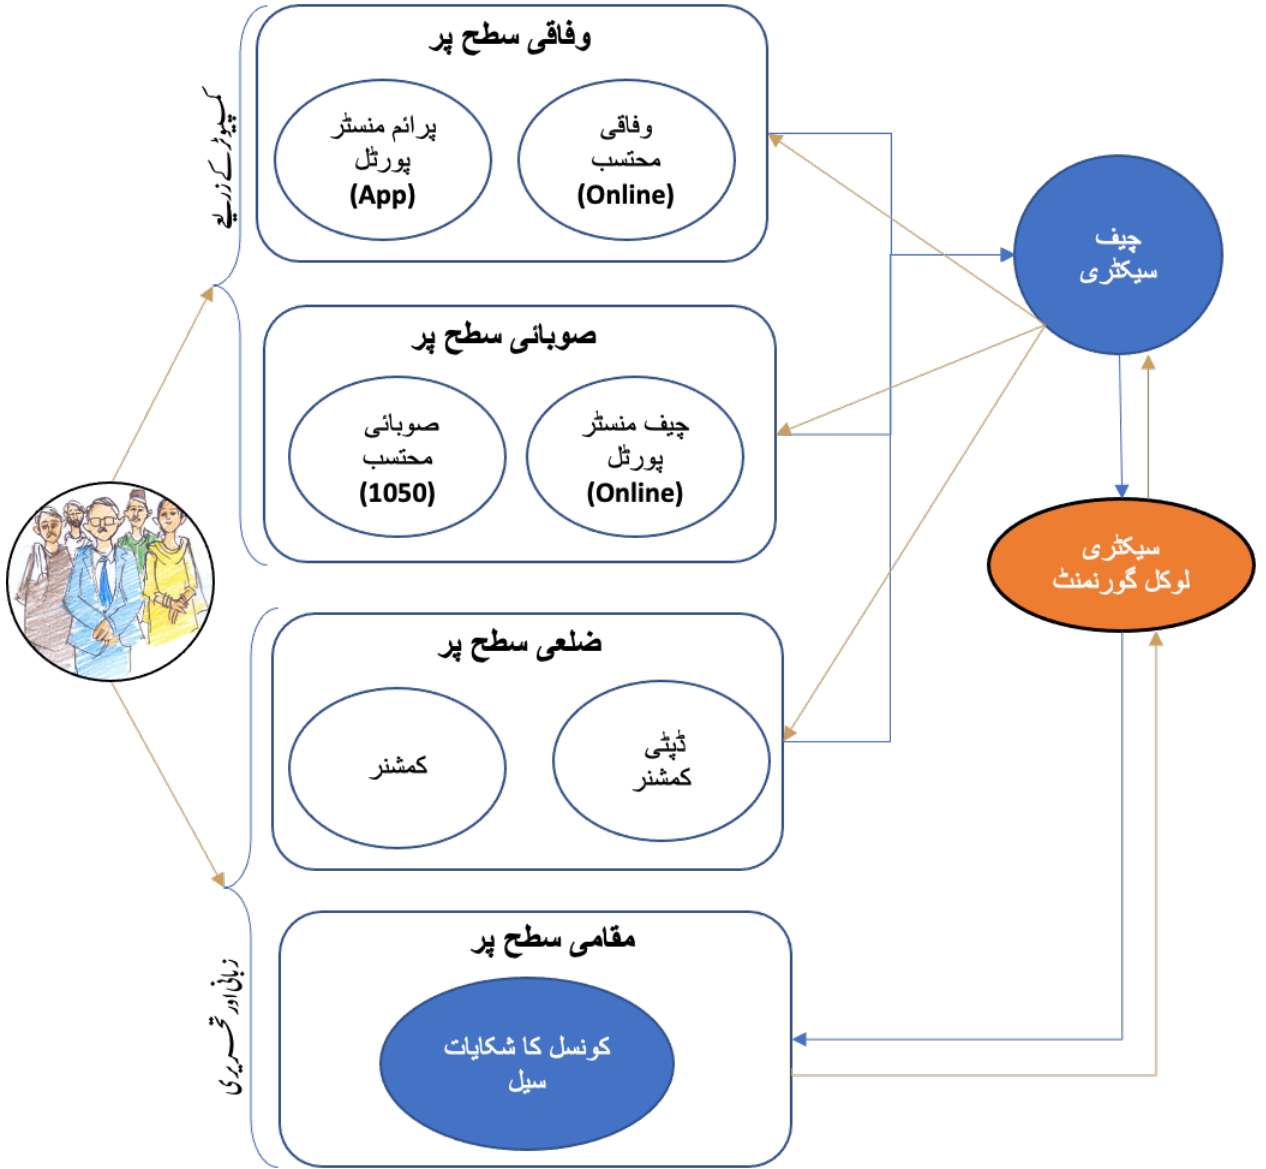 وفاقی سطح پر
پرائم منسٹر
پورٹل
(App)
وفاقی
محتسب
(Online)
کمپیوٹر کے زریعے
چیف
سیکٹری
صوبائی سطح پر
صوبائی
محتسب
(1050)
چیف منسٹر
پورٹل
(Online)
سیکٹری
لوکل گورنمنٹ
ضلعی سطح پر
کمشنر
ڈپٹی
کمشنر
زبانی اور تحریری
مقامی سطح پر
کونسل کا شکایات
سیل